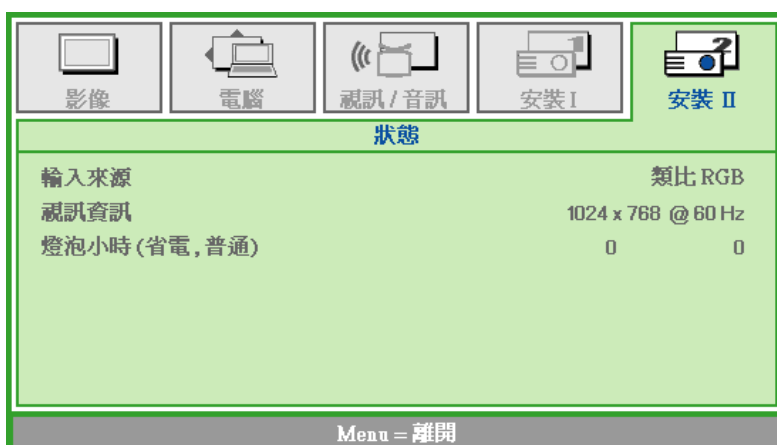 影像 電腦 視訊 / 音訊 安裝 I 安裝 II
狀態
輸入來源 類比 RGB
視訊資訊 1024 x 768 @ 60 Hz
燈泡小時 (省電 , 普通) 0 0
Menu = 離開